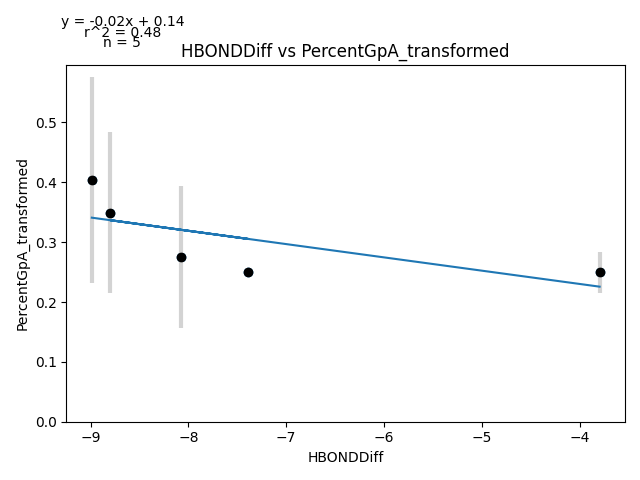 y = -0.02x + 0.14
r^2 = 0.48
n = 5
HBONDDiff vs PercentGpA_transformed
PercentGpA_transformed
0.5
0.4
0.3
0.2
0.1
0.0
−9
−8
−7
−6
−5
−4
HBONDDiff